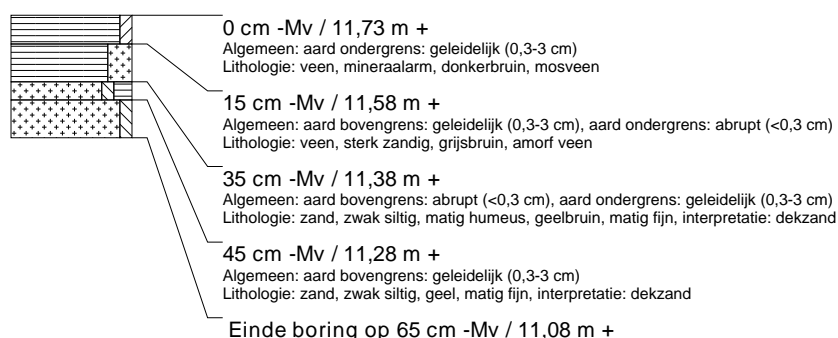 0 cm -Mv / 11,73 m +
Algemeen: aard ondergrens: geleidelijk (0,3-3 cm)
Lithologie: veen, mineraalarm, donkerbruin, mosveen
15 cm -Mv / 11,58 m +
Algemeen: aard bovengrens: geleidelijk (0,3-3 cm), aard ondergrens: abrupt (<0,3 cm)
Lithologie: veen, sterk zandig, grijsbruin, amorf veen
35 cm -Mv / 11,38 m +
Algemeen: aard bovengrens: abrupt (<0,3 cm), aard ondergrens: geleidelijk (0,3-3 cm)
Lithologie: zand, zwak siltig, matig humeus, geelbruin, matig fijn, interpretatie: dekzand
45 cm -Mv / 11,28 m +
Algemeen: aard bovengrens: geleidelijk (0,3-3 cm)
Lithologie: zand, zwak siltig, geel, matig fijn, interpretatie: dekzand
Einde boring op 65 cm -Mv / 11,08 m +